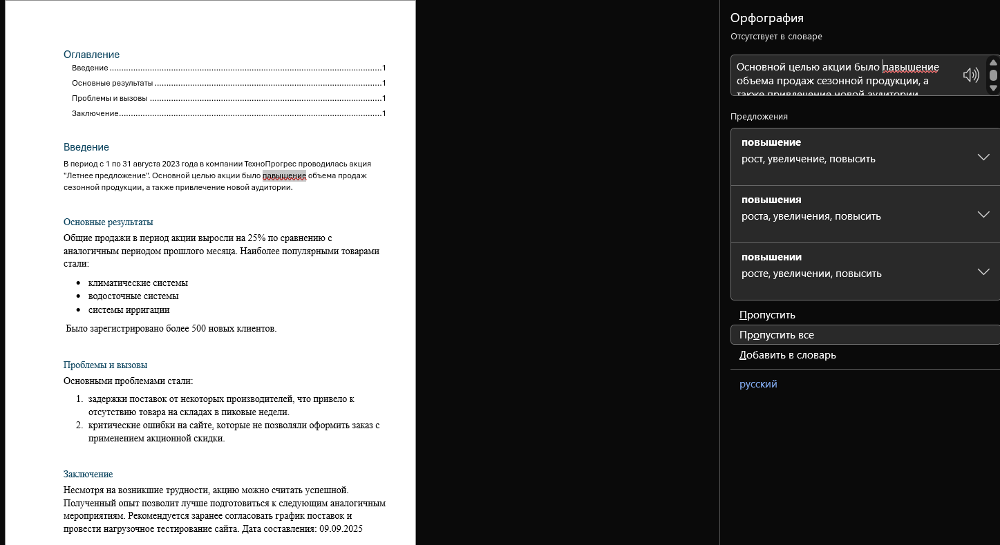 Оглавление
Введение ........................................................................................................................1
Основные результаты ....................................................................................................1
Проблемы и вызовы ......................................................................................................1
Заключение....................................................................................................................1
Введение
В период с 1 по 31 августа 2023 года в компании ТехноПрогрес проводилась акция
"Летнее предложение". Основной целью акции было павышение объема продаж
сезонной продукции, а также привлечение новой аудитории.
Основные результаты
Общие продажи в период акции выросли на 25% по сравнению с
аналогичным периодом прошлого месяца. Наиболее популярными товарами
стали:
• климатические системы
• водосточные системы
• системы ирригации
Было зарегистрировано более 500 новых клиентов.
Проблемы и вызовы
Основными проблемами стали:
1. задержки поставок от некоторых производителей, что привело к
отсутствию товара на складах в пиковые недели.
2. критические ошибки на сайте, которые не позволяли оформить заказ с
применением акционной скидки.
Заключение
Несмотря на возникшие трудности, акцию можно считать успешной.
Полученный опыт позволит лучше подготовиться к следующим аналогичным
мероприятиям. Рекомендуется заранее согласовать график поставок и
провести нагрузочное тестирование сайта. Дата составления: 09.09.2025
Орфография
Отсутствует в словаре
Основной целью акции было павышение
объема продаж сезонной продукции, а
также привлечение новой аудитории.
Предложения
повышение
рост, увеличение, повысить
повышения
роста, увеличения, повысить
повышении
росте, увеличении, повысить
Пропустить
Пропустить все
Добавить в словарь
русский